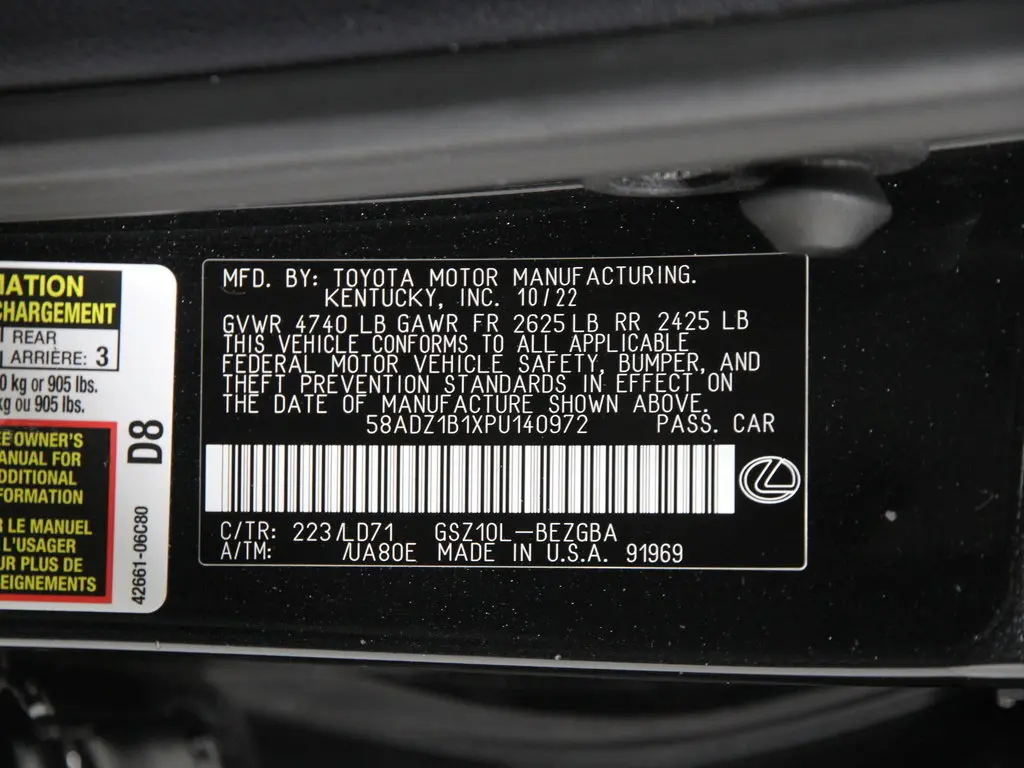 MATION
CHARGEMENT
REAR
ARRIÈRE: 3
0 kg or 905 lbs.
kg ou 905 lbs.
EE OWNER'S
ANUAL FOR
DDITIONAL
FORMATION
R LE MANUEL
L'USAGER
UR PLUS DE
SEIGNEMENTS
D8
42661-06C80
MFD. BY: TOYOTA MOTOR MANUFACTURING.
KENTUCKY, INC. 10/22
GVWR 4740 LB GAWR FR 2625 LB RR 2425 LB
THIS VEHICLE CONFORMS TO ALL APPLICABLE
FEDERAL MOTOR VEHICLE SAFETY, BUMPER, AND
THEFT PREVENTION STANDARDS IN EFFECT ON
THE DATE OF MANUFACTURE SHOWN ABOVE.
58ADZ1B1XPU140972 PASS. CAR
C/TR: 223/LD71 GSZ10L-BEZGBA
A/TM: /UA80E MADE IN U.S.A. 91969